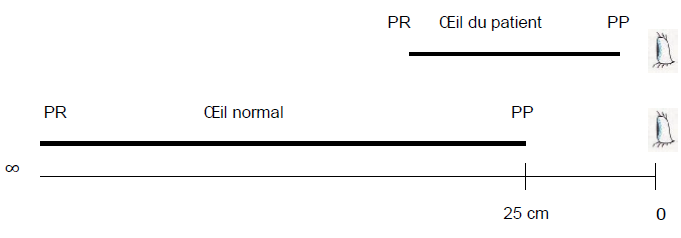 PR Œil du patient PP
PR Œil normal PP
∞
25 cm 0